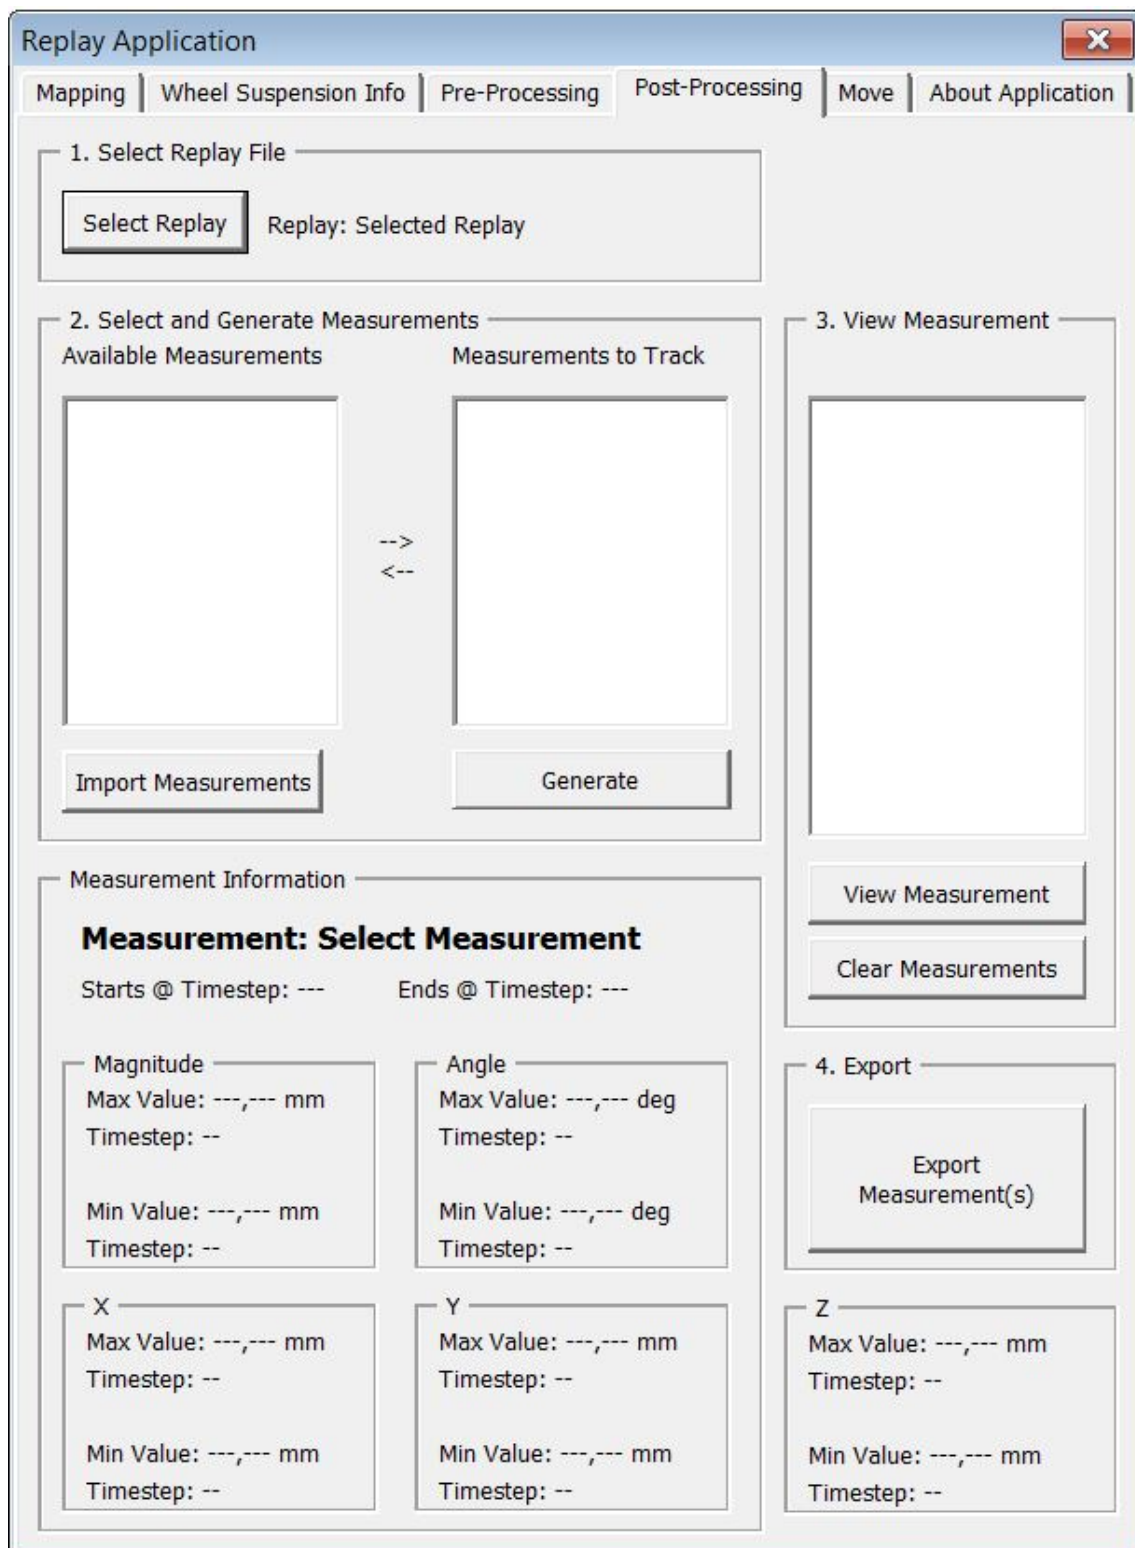 Replay Application
Mapping Wheel Suspension Info Pre-Processing Post-Processing Move About Application
1. Select Replay File
Select Replay Replay: Selected Replay
2. Select and Generate Measurements
Available Measurements Measurements to Track
-->
<--
Import Measurements Generate
3. View Measurement
View Measurement
Clear Measurements
Measurement Information
Measurement: Select Measurement
Starts @ Timestep: --- Ends @ Timestep: ---
Magnitude
Max Value: ---,--- mm
Timestep: --
Min Value: ---,--- mm
Timestep: --
Angle
Max Value: ---,--- deg
Timestep: --
Min Value: ---,--- deg
Timestep: --
4. Export
Export
Measurement(s)
X
Max Value: ---,--- mm
Timestep: --
Min Value: ---,--- mm
Timestep: --
Y
Max Value: ---,--- mm
Timestep: --
Min Value: ---,--- mm
Timestep: --
Z
Max Value: ---,--- mm
Timestep: --
Min Value: ---,--- mm
Timestep: --